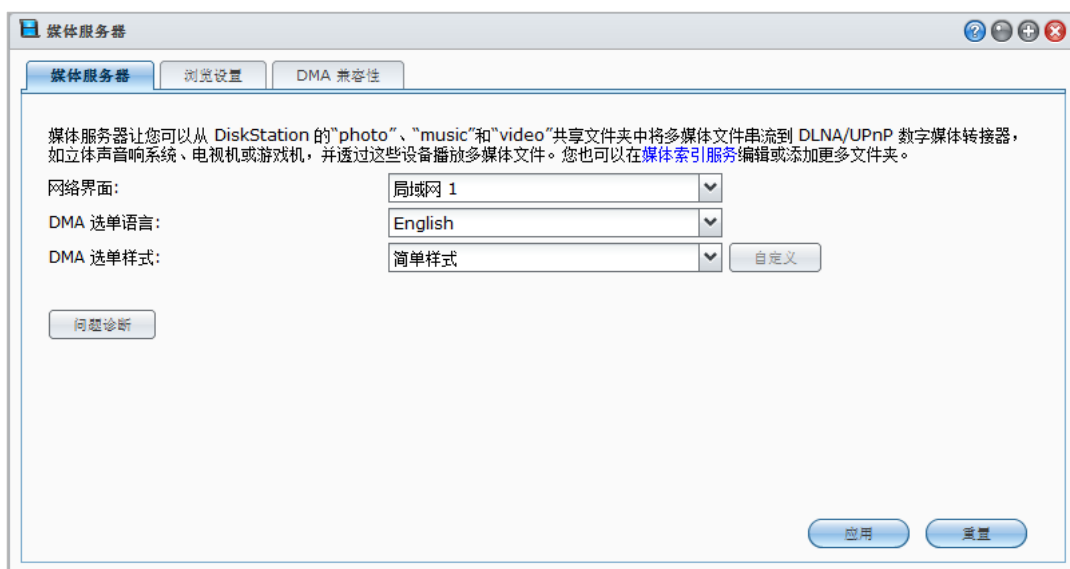 媒体服务器
媒体服务器 浏览设置 DMA 兼容性
媒体服务器让您可以从 DiskStation 的“photo”、“music”和“video”共享文件夹中将多媒体文件串流到 DLNA/UPnP 数字媒体转接器，
如立体声音响系统、电视机或游戏机，并透过这些设备播放多媒体文件。您也可以在媒体索引服务编辑或添加更多文件夹。
网络界面: 局域网 1
DMA 选单语言: English
DMA 选单样式: 简单样式 自定义
问题诊断
应用 重置